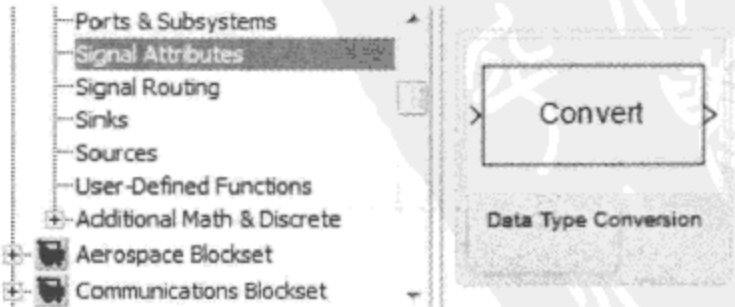 Ports & Subsystems
Signal Attributes
Signal Routing
Sinks
Sources
User-Defined Functions
Additional Math & Discrete
Aerospace Blockset
Communications Blockset
Convert
Data Type Conversion